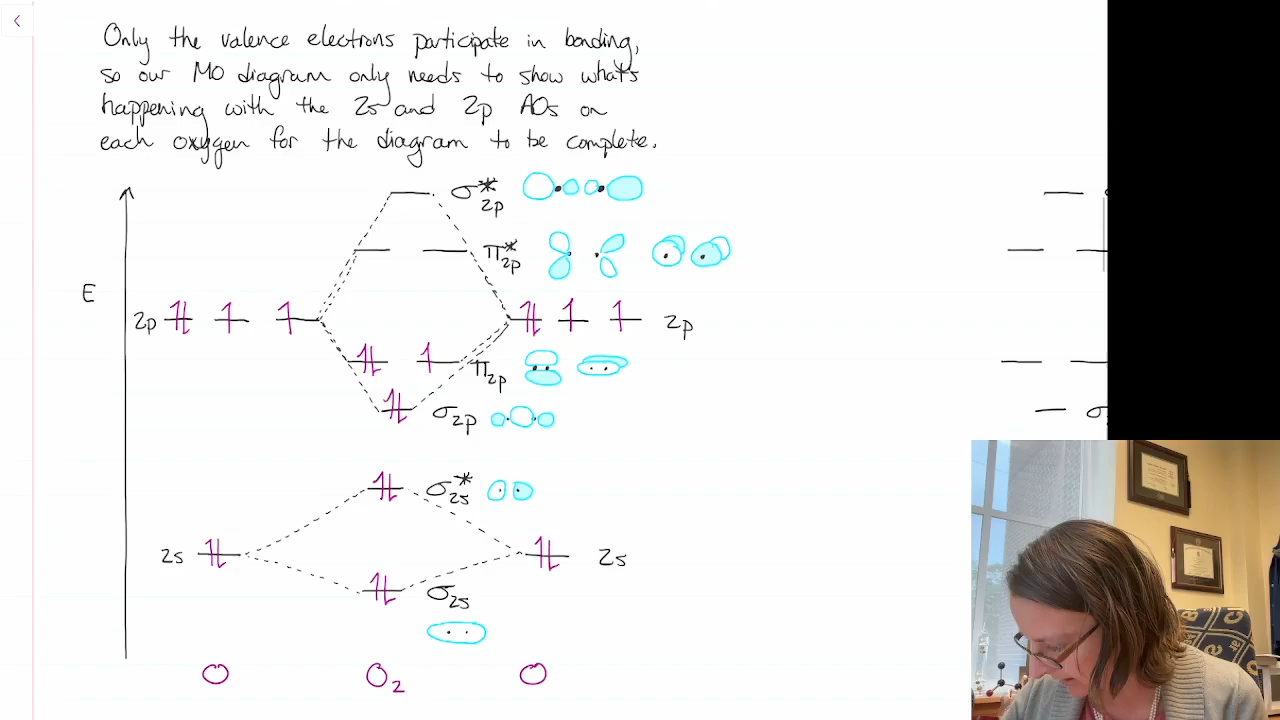 Only the valence electrons participate in bonding,
so our MO diagram only needs to show what's
happening with the 2s and 2p AOs on
each oxygen for the diagram to be complete.
σ*2p
π*2p
E
2p 2p
π2p
σ2p
σ
σ*2s
2s 2s
σ2s
O O2 O